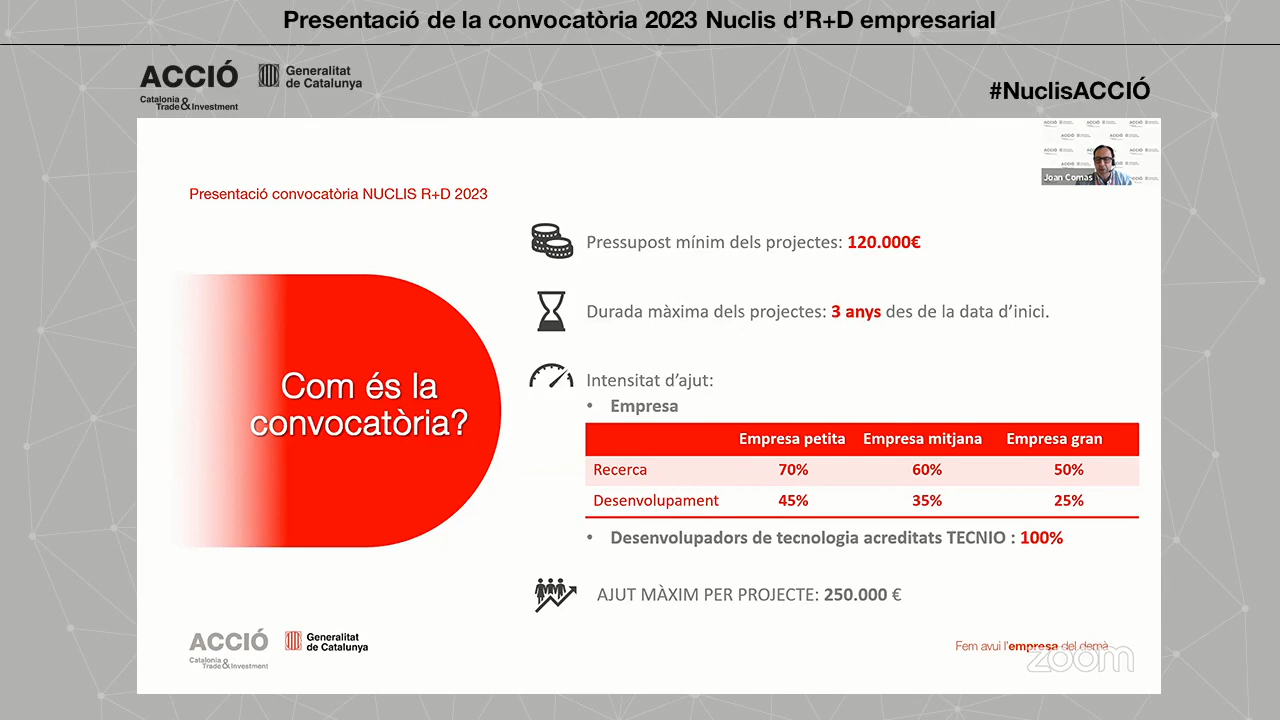 Presentació de la convocatòria 2023 Nuclis d’R+D empresarial
ACCIÓ
Catalonia
Trade & Investment
Generalitat
de Catalunya
#NuclisACCIÓ
Joan Comas
Presentació convocatòria NUCLIS R+D 2023
Com és la
convocatòria?
Pressupost mínim dels projectes: 120.000€
Durada màxima dels projectes: 3 anys des de la data d’inici.
Intensitat d’ajut:
• Empresa
Empresa petita Empresa mitjana Empresa gran
Recerca 70% 60% 50%
Desenvolupament 45% 35% 25%
• Desenvolupadors de tecnologia acreditats TECNIO : 100%
AJUT MÀXIM PER PROJECTE: 250.000 €
ACCIÓ
Catalonia
Trade & Investment
Generalitat
de Catalunya
Fem avui l'empresa del demà
zoom